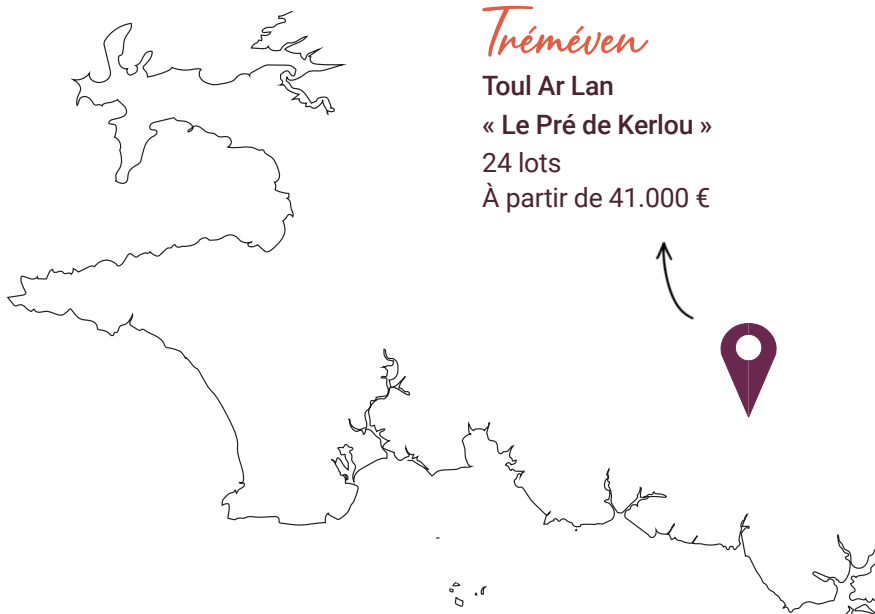 Tréméven
Toul Ar Lan
« Le Pré de Kerlou »
24 lots
À partir de 41.000 €